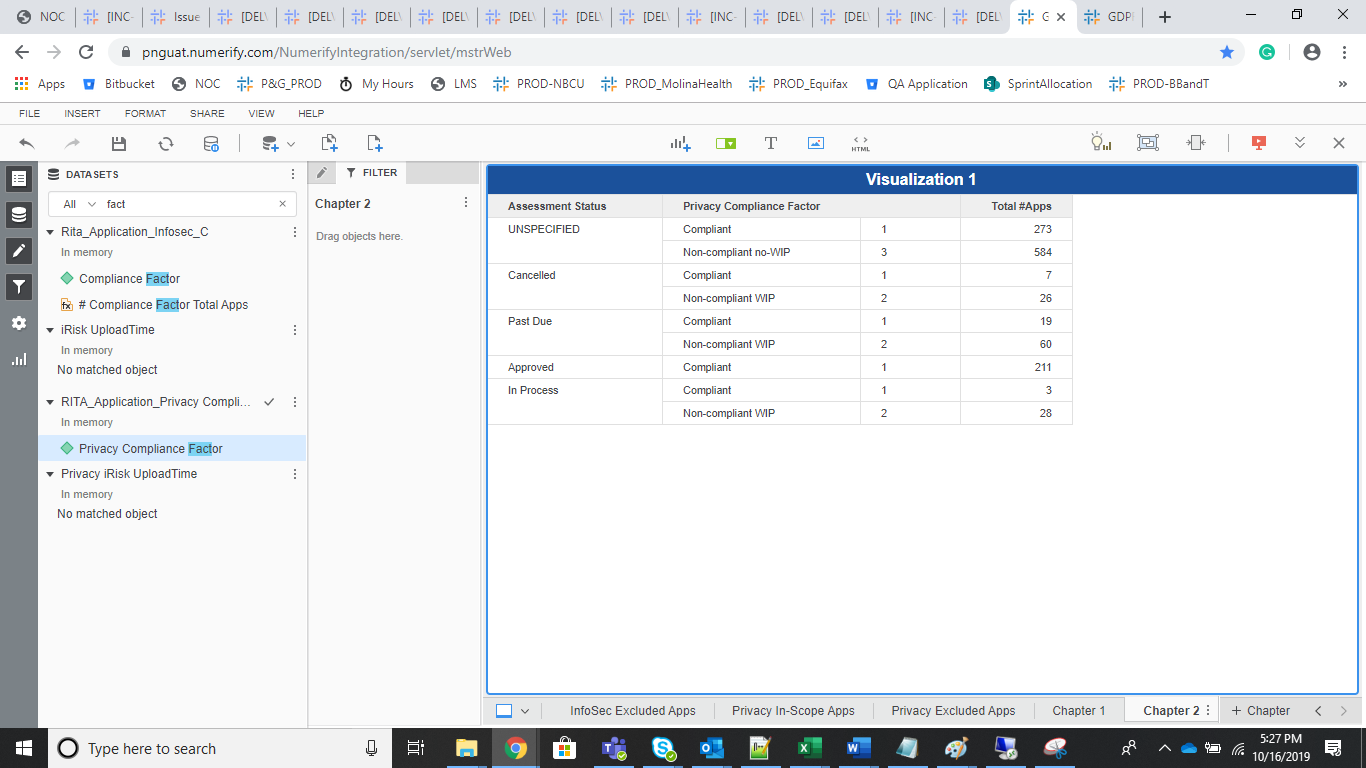 NOC [INC- Issue [DEL [DEL [DEL [DEL [DEL [DEL [DEL [INC- [DEL [DEL [INC- [DEL G GDPI
pnguat.numerify.com/NumerifyIntegration/servlet/mstrWeb
Apps Bitbucket NOC P&G_PROD My Hours LMS PROD-NBCU PROD_MolinaHealth PROD_Equifax QA Application SprintAllocation PROD-BBandT »
FILE INSERT FORMAT SHARE VIEW HELP
HTML
DATASETS
All fact
Rita_Application_Infosec_C
In memory
Compliance Factor
fx # Compliance Factor Total Apps
iRisk UploadTime
In memory
No matched object
RITA_Application_Privacy Compli...
In memory
Privacy Compliance Factor
Privacy iRisk UploadTime
In memory
No matched object
FILTER
Chapter 2
Drag objects here.
Visualization 1
Assessment Status Privacy Compliance Factor Total #Apps
UNSPECIFIED Compliant 1 273
Non-compliant no-WIP 3 584
Cancelled Compliant 1 7
Non-compliant WIP 2 26
Past Due Compliant 1 19
Non-compliant WIP 2 60
Approved Compliant 1 211
In Process Compliant 1 3
Non-compliant WIP 2 28
InfoSec Excluded Apps Privacy In-Scope Apps Privacy Excluded Apps Chapter 1 Chapter 2 + Chapter
Type here to search
5:27 PM
10/16/2019